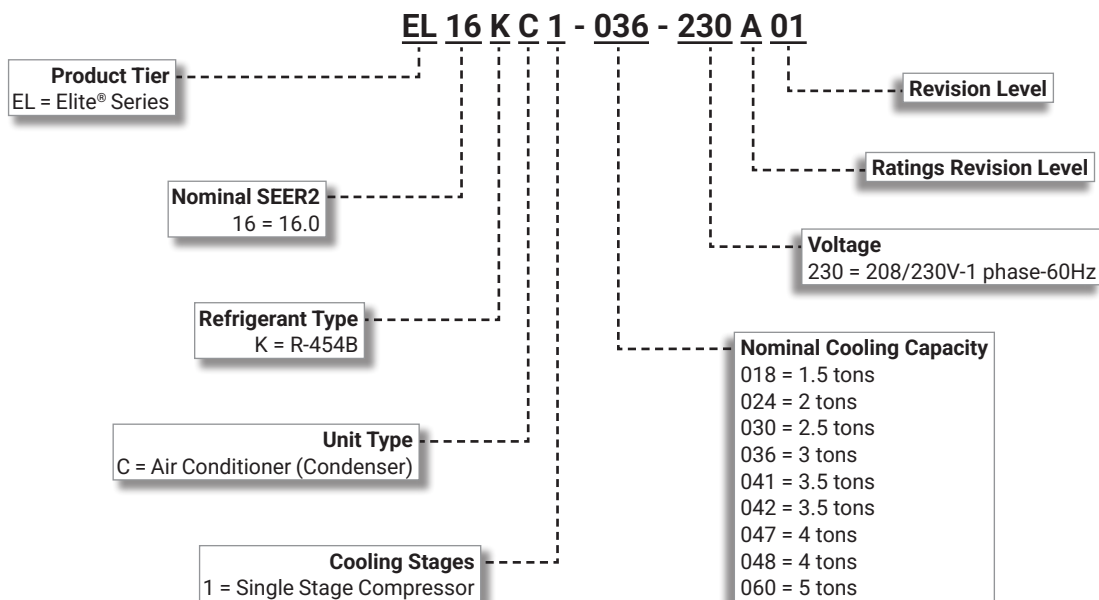 EL 16 K C 1 - 036 - 230 A 01
Product Tier
EL = Elite® Series
Nominal SEER2
16 = 16.0
Refrigerant Type
K = R-454B
Unit Type
C = Air Conditioner (Condenser)
Cooling Stages
1 = Single Stage Compressor
Revision Level
Ratings Revision Level
Voltage
230 = 208/230V-1 phase-60Hz
Nominal Cooling Capacity
018 = 1.5 tons
024 = 2 tons
030 = 2.5 tons
036 = 3 tons
041 = 3.5 tons
042 = 3.5 tons
047 = 4 tons
048 = 4 tons
060 = 5 tons